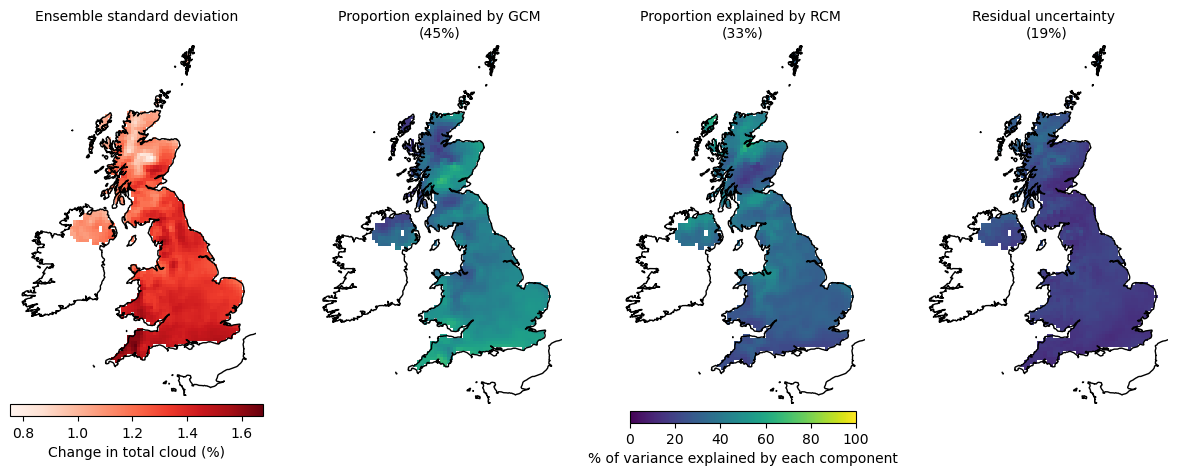 Ensemble standard deviation
Proportion explained by GCM
(45%)
Proportion explained by RCM
(33%)
Residual uncertainty
(19%)
0.8 1.0 1.2 1.4 1.6
Change in total cloud (%)
0 20 40 60 80 100
% of variance explained by each component